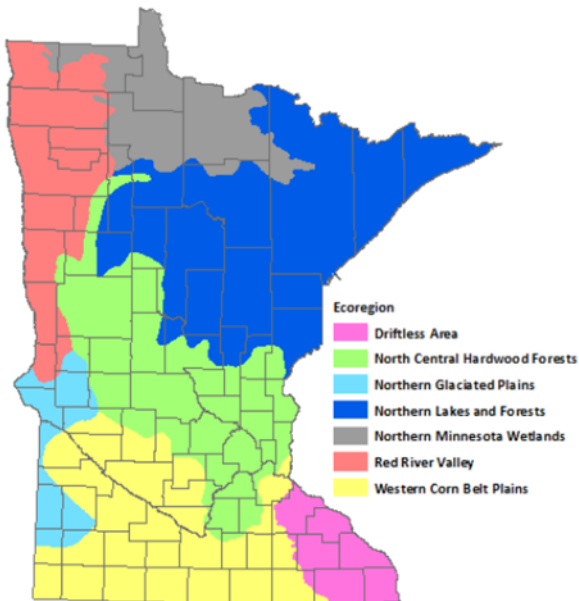 Ecoregion
Driftless Area
North Central Hardwood Forests
Northern Glaciated Plains
Northern Lakes and Forests
Northern Minnesota Wetlands
Red River Valley
Western Corn Belt Plains